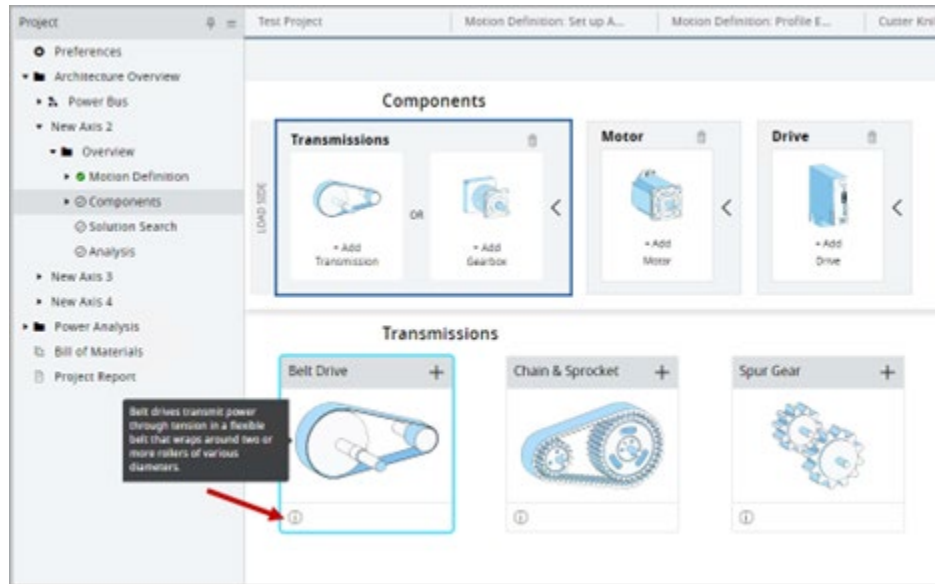 Project
Test Project
Motion Definition: Set up A...
Motion Definition: Profile E...
Cutter Kni
Preferences
Architecture Overview
Power Bus
New Axis 2
Overview
Motion Definition
Components
Solution Search
Analysis
New Axis 3
New Axis 4
Power Analysis
Bill of Materials
Project Report
Components
LOAD SIDE
Transmissions
+ Add
Transmission
OR
+ Add
Gearbox
Motor
+ Add
Motor
Drive
+ Add
Drive
Transmissions
Belt Drive
Chain & Sprocket
Spur Gear
Belt drives transmit power
through tension in a flexible
belt that wraps around two or
more rollers of various
diameters.